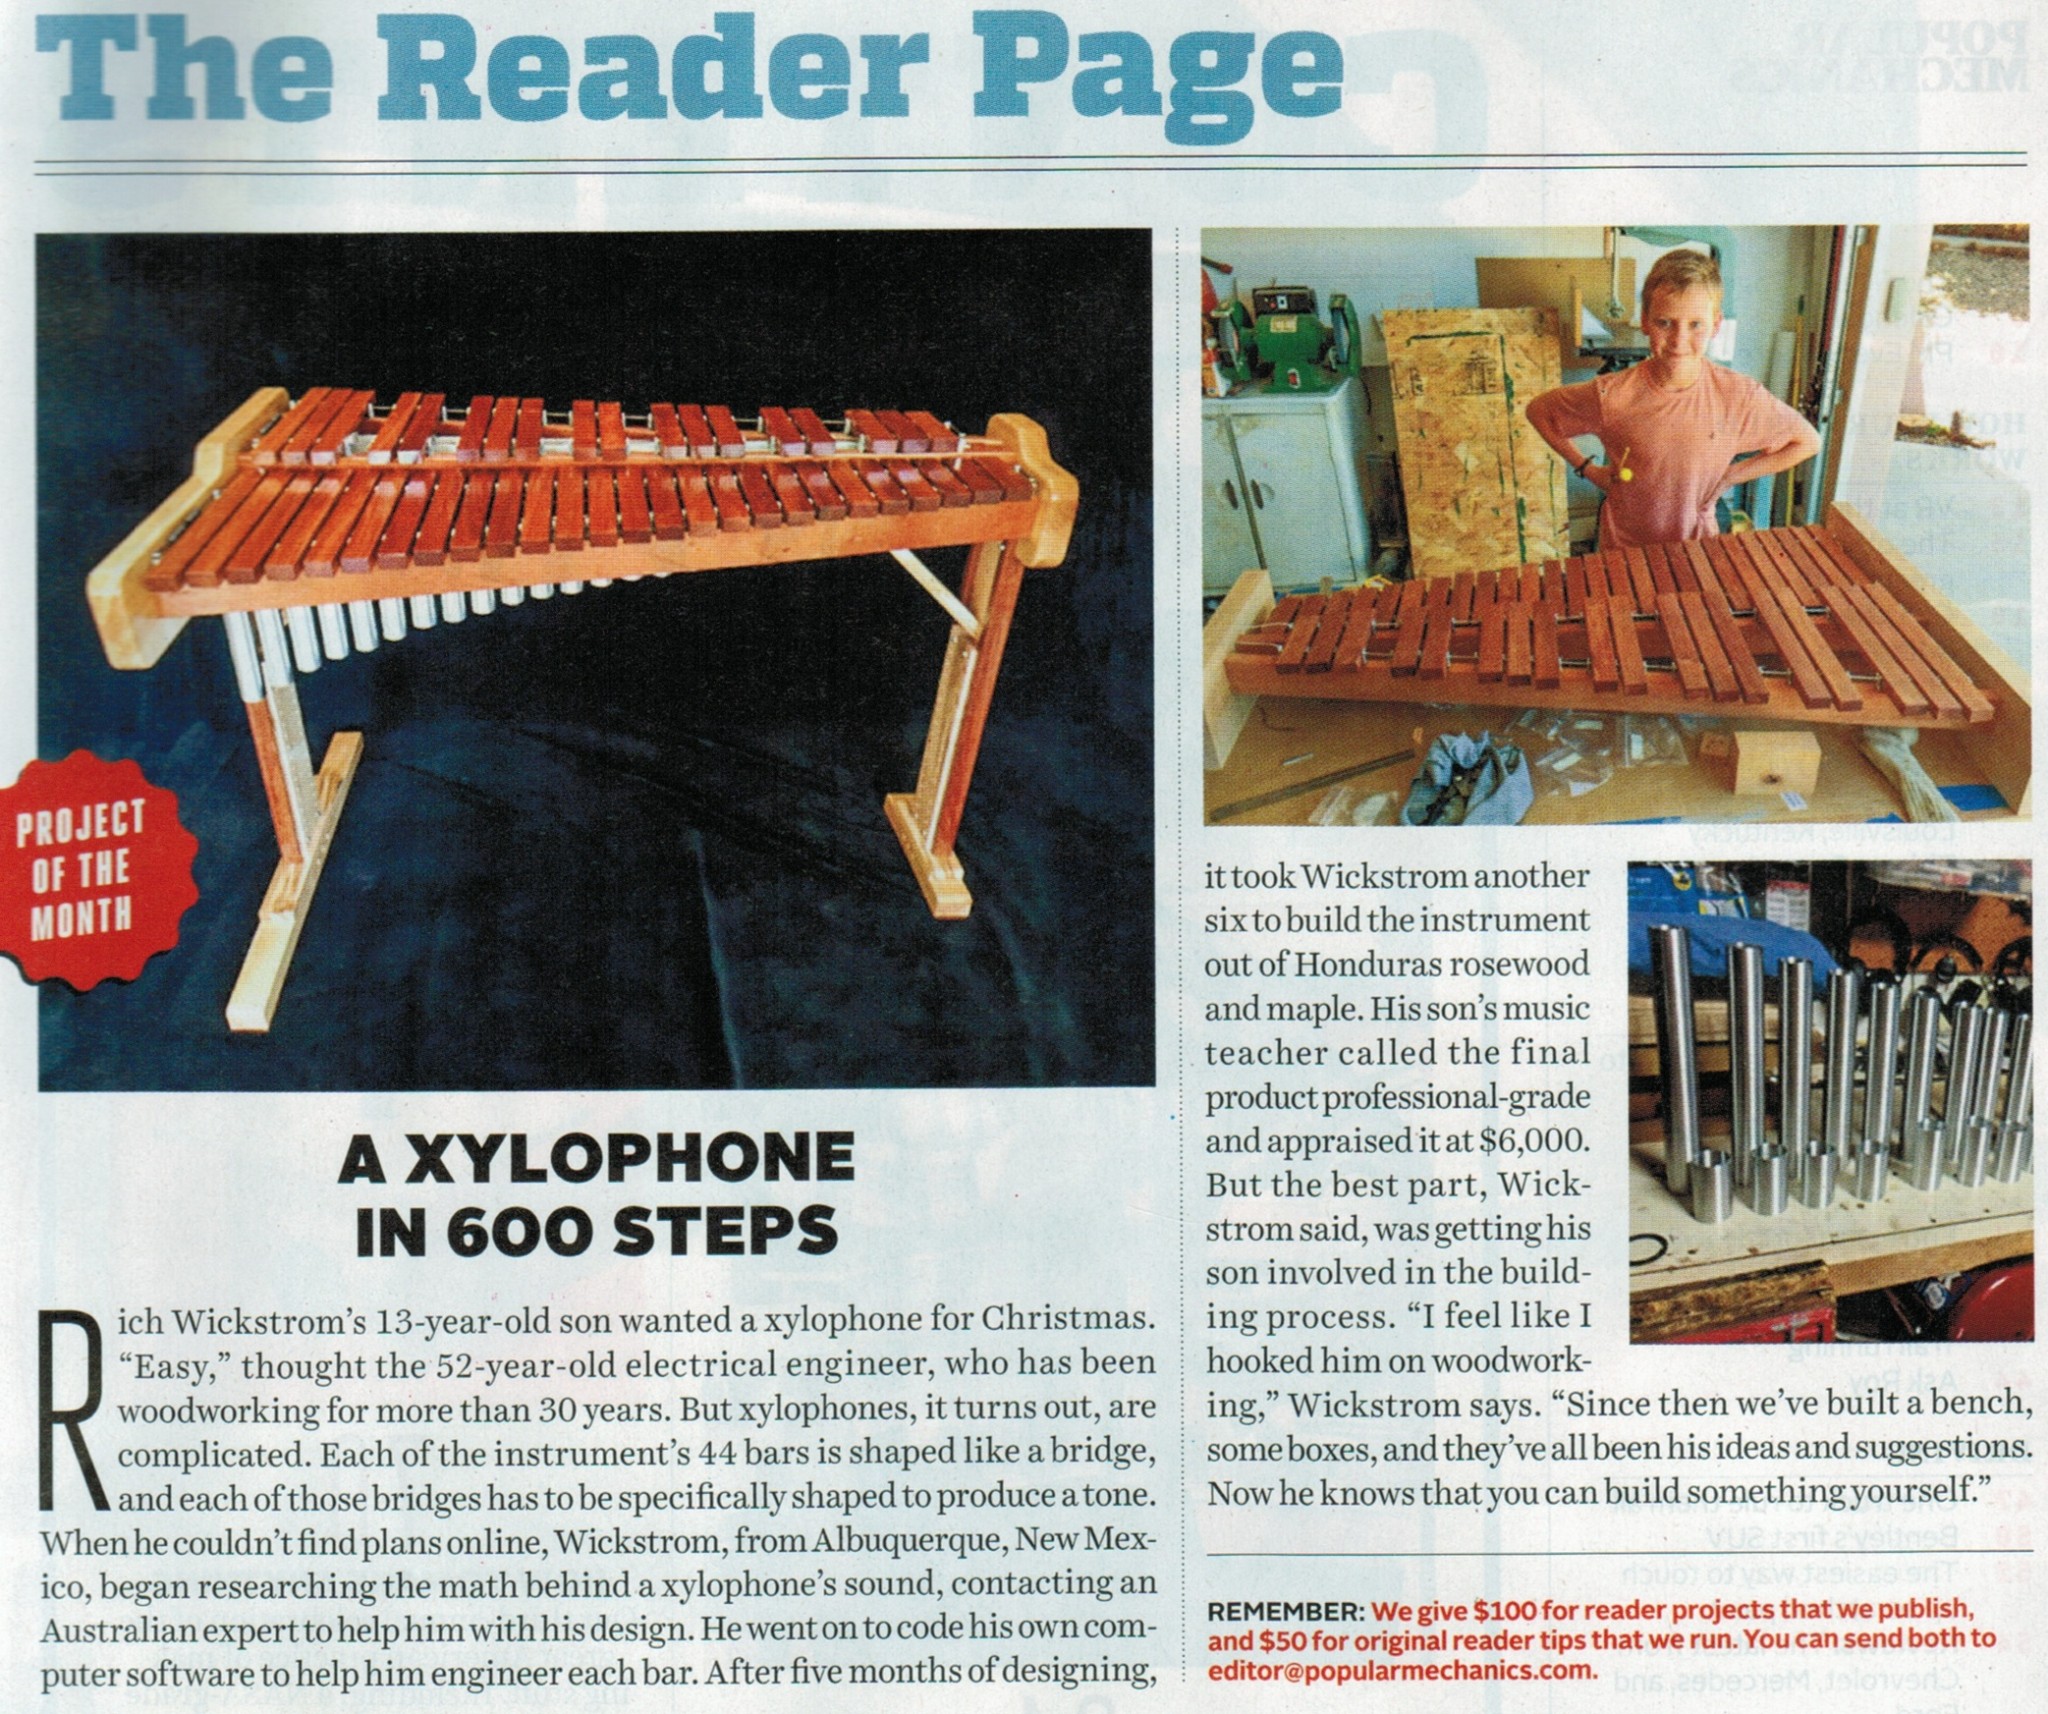 The Reader Page
PROJECT
OF THE
MONTH
A XYLOPHONE
IN 600 STEPS
Rich Wickstrom's 13-year-old son wanted a xylophone for Christmas.
“Easy,” thought the 52-year-old electrical engineer, who has been
woodworking for more than 30 years. But xylophones, it turns out, are
complicated. Each of the instrument's 44 bars is shaped like a bridge,
and each of those bridges has to be specifically shaped to produce a tone.
When he couldn't find plans online, Wickstrom, from Albuquerque, New Mex-
ico, began researching the math behind a xylophone's sound, contacting an
Australian expert to help him with his design. He went on to code his own com-
puter software to help him engineer each bar. After five months of designing,
it took Wickstrom another
six to build the instrument
out of Honduras rosewood
and maple. His son's music
teacher called the final
product professional-grade
and appraised it at $6,000.
But the best part, Wick-
strom said, was getting his
son involved in the build-
ing process. “I feel like I
hooked him on woodwork-
ing,” Wickstrom says. “Since then we've built a bench,
some boxes, and they've all been his ideas and suggestions.
Now he knows that you can build something yourself.”
REMEMBER: We give $100 for reader projects that we publish,
and $50 for original reader tips that we run. You can send both to
editor@popularmechanics.com.